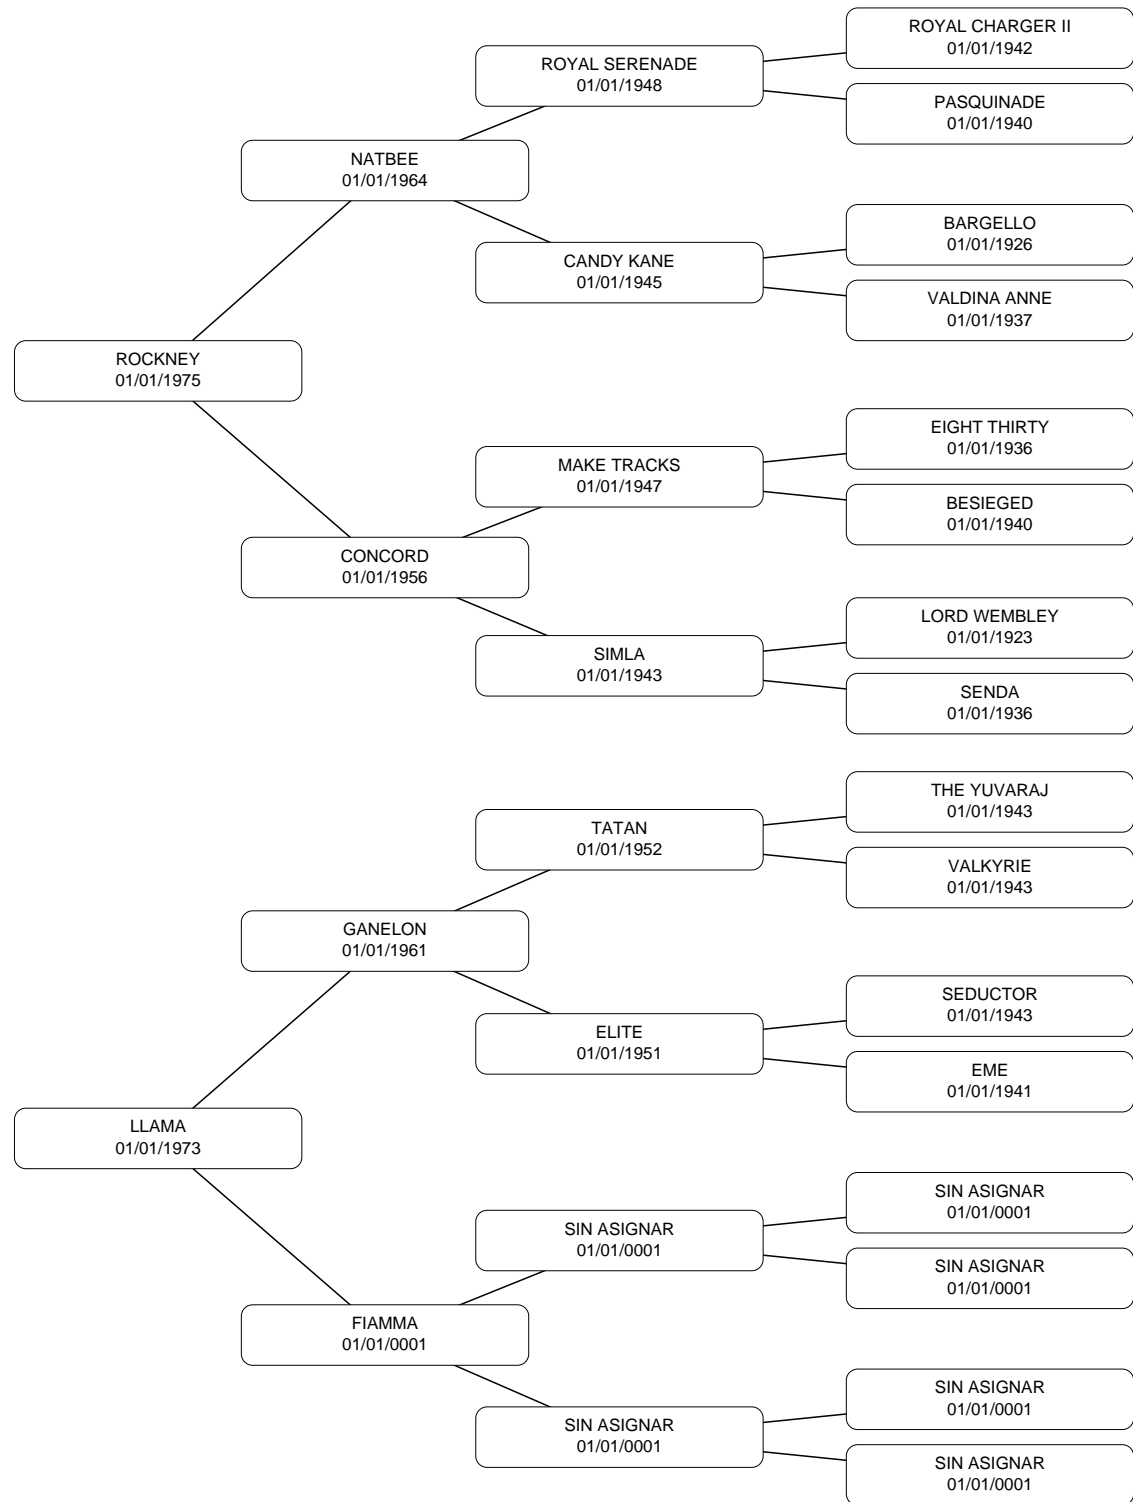 ROYAL CHARGER II
01/01/1942
ROYAL SERENADE
01/01/1948
PASQUINADE
01/01/1940
NATBEE
01/01/1964
BARGELLO
01/01/1926
CANDY KANE
01/01/1945
VALDINA ANNE
01/01/1937
ROCKNEY
01/01/1975
EIGHT THIRTY
01/01/1936
MAKE TRACKS
01/01/1947
BESIEGED
01/01/1940
CONCORD
01/01/1956
LORD WEMBLEY
01/01/1923
SIMLA
01/01/1943
SENDA
01/01/1936
THE YUVARAJ
01/01/1943
TATAN
01/01/1952
VALKYRIE
01/01/1943
GANELON
01/01/1961
SEDUCTOR
01/01/1943
ELITE
01/01/1951
EME
01/01/1941
LLAMA
01/01/1973
SIN ASIGNAR
01/01/0001
SIN ASIGNAR
01/01/0001
SIN ASIGNAR
01/01/0001
FIAMMA
01/01/0001
SIN ASIGNAR
01/01/0001
SIN ASIGNAR
01/01/0001
SIN ASIGNAR
01/01/0001